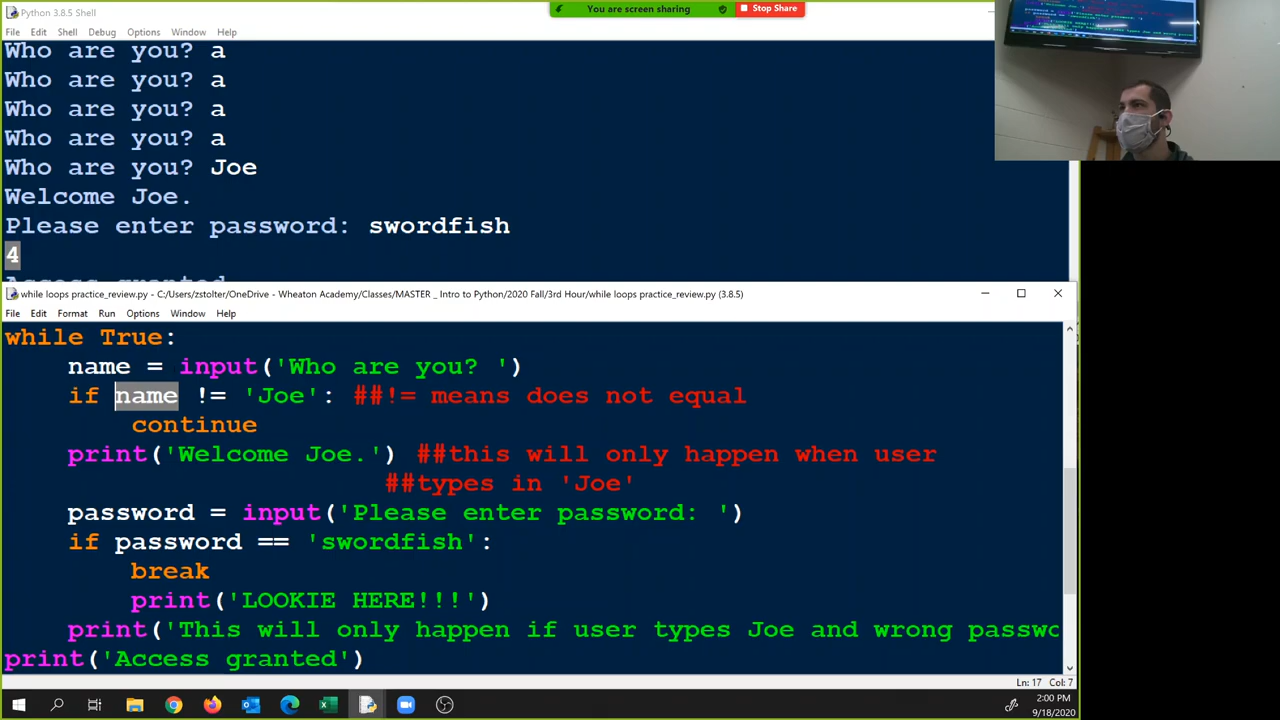 Python 3.8.5 Shell
You are screen sharing
Stop Share
File Edit Shell Debug Options Window Help
Who are you? a
Who are you? a
Who are you? a
Who are you? a
Who are you? Joe
Welcome Joe.
Please enter password: swordfish
4
Access granted
while loops practice_review.py - C:/Users/zstolter/OneDrive - Wheaton Academy/Classes/MASTER _ Intro to Python/2020 Fall/3rd Hour/while loops practice_review.py (3.8.5)
File Edit Format Run Options Window Help
while True:
name = input('Who are you? ')
if name != 'Joe': ##!= means does not equal
continue
print('Welcome Joe.') ##this will only happen when user
##types in 'Joe'
password = input('Please enter password: ')
if password == 'swordfish':
break
print('LOOKIE HERE!!!')
print('This will only happen if user types Joe and wrong passwo
print('Access granted')
Ln: 17 Col: 7
2:00 PM
9/18/2020